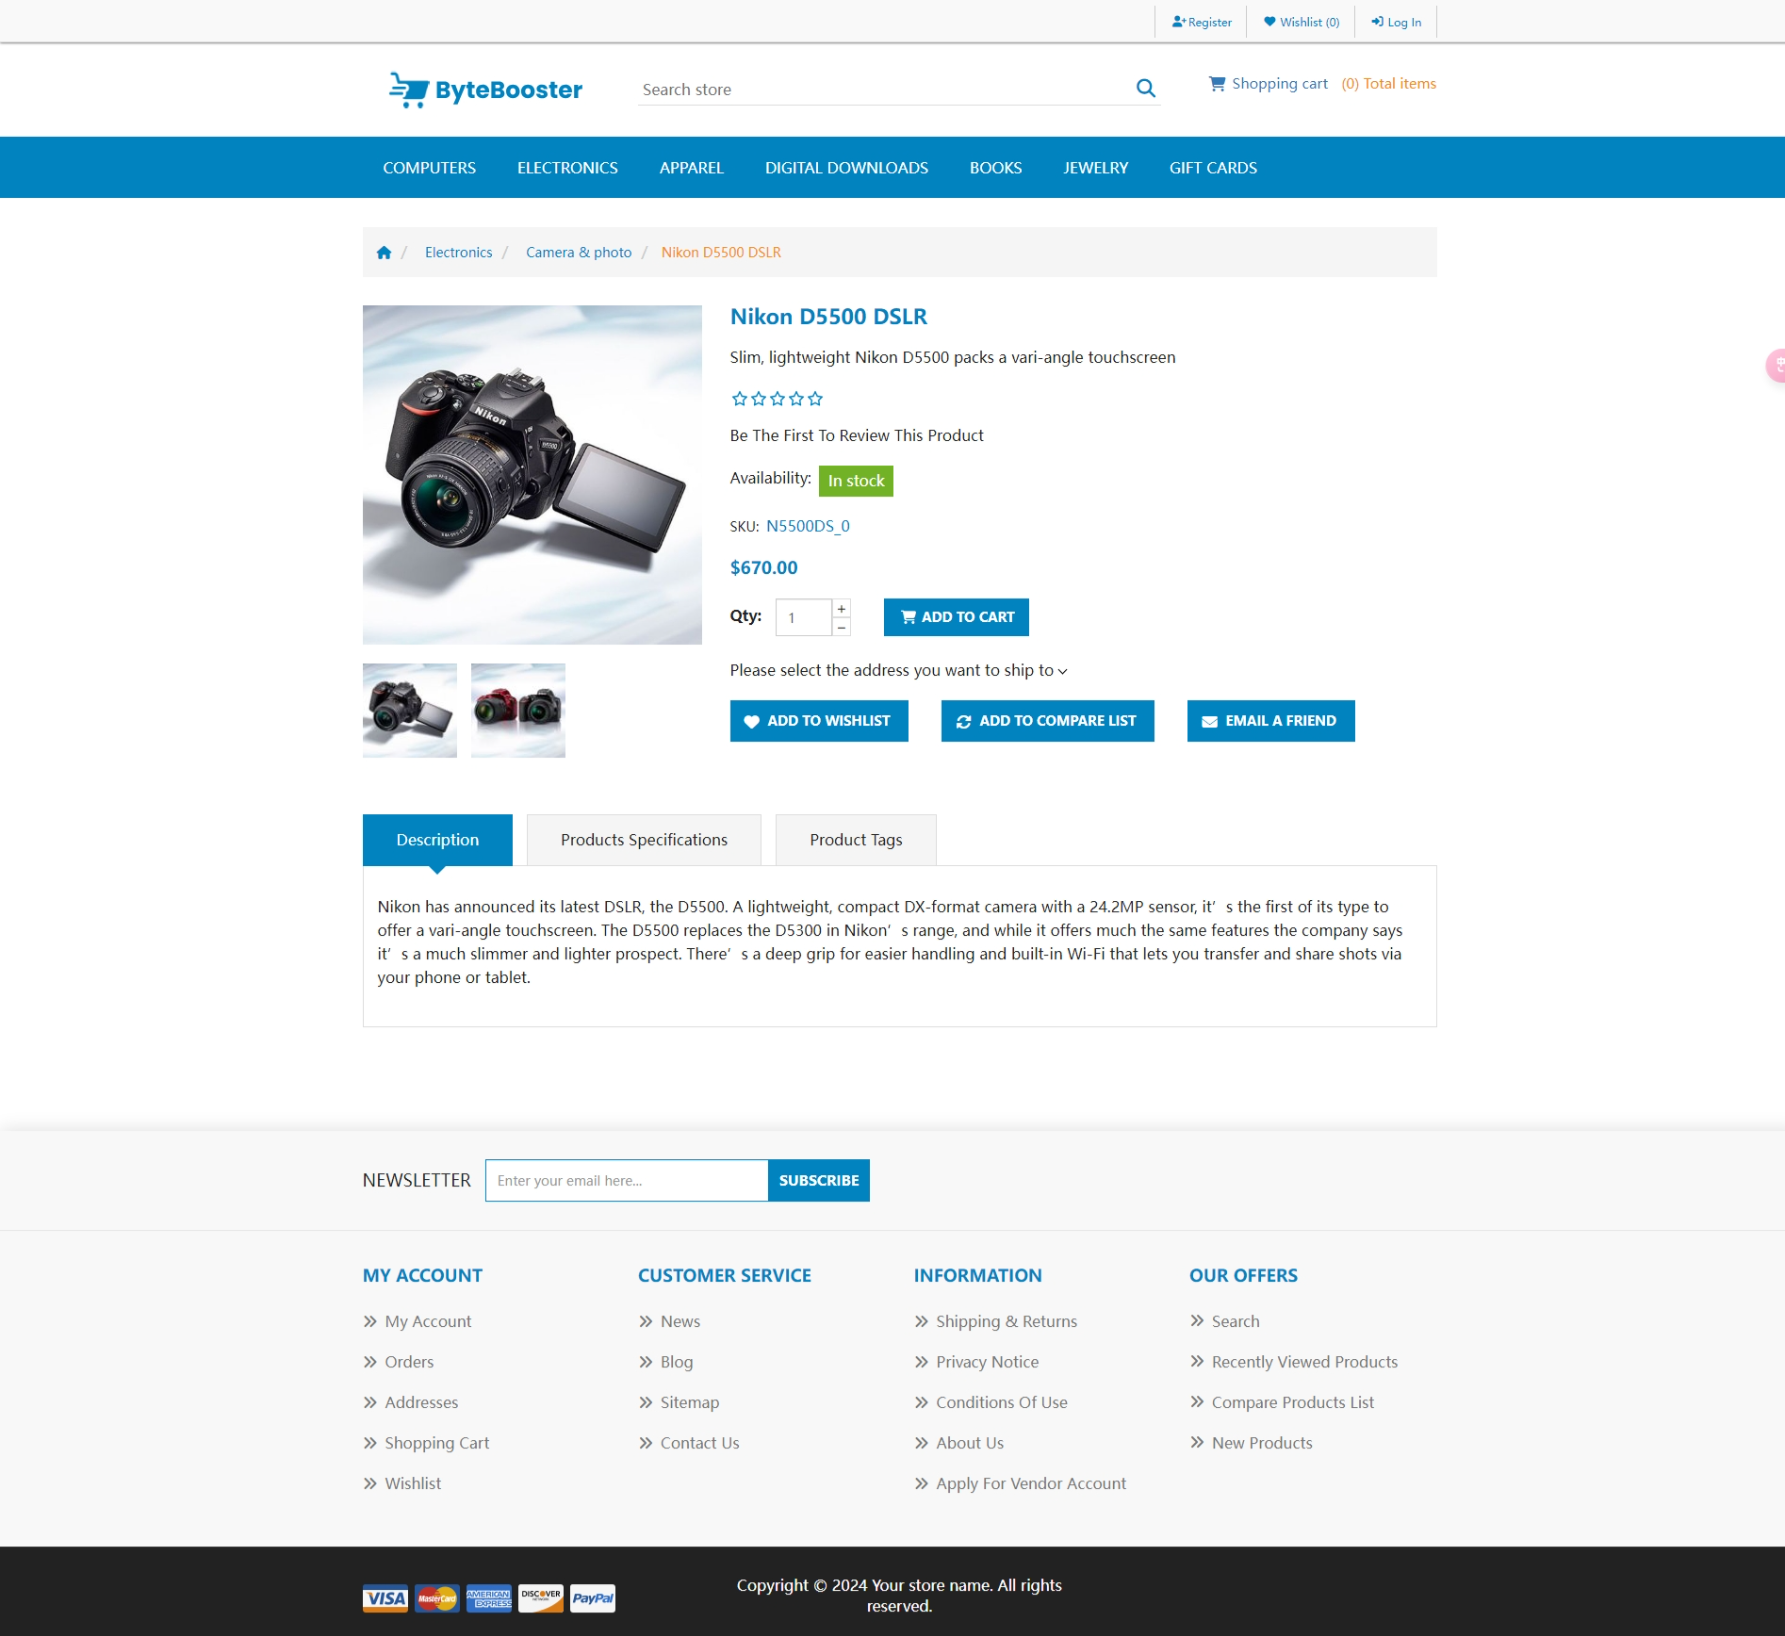 Register
Wishlist (0)
Log In
ByteBooster
Search store
Shopping cart (0) Total items
COMPUTERS ELECTRONICS APPAREL DIGITAL DOWNLOADS BOOKS JEWELRY GIFT CARDS
/ Electronics / Camera & photo / Nikon D5500 DSLR
Nikon
D5500
Nikon D5500 DSLR
Slim, lightweight Nikon D5500 packs a vari-angle touchscreen
Be The First To Review This Product
Availability: In stock
SKU: N5500DS_0
$670.00
Qty: 1 + −
ADD TO CART
Please select the address you want to ship to
ADD TO WISHLIST
ADD TO COMPARE LIST
EMAIL A FRIEND
Description
Products Specifications
Product Tags
Nikon has announced its latest DSLR, the D5500. A lightweight, compact DX-format camera with a 24.2MP sensor, it’s the first of its type to
offer a vari-angle touchscreen. The D5500 replaces the D5300 in Nikon’s range, and while it offers much the same features the company says
it’s a much slimmer and lighter prospect. There’s a deep grip for easier handling and built-in Wi-Fi that lets you transfer and share shots via
your phone or tablet.
NEWSLETTER
Enter your email here...
SUBSCRIBE
MY ACCOUNT
My Account
Orders
Addresses
Shopping Cart
Wishlist
CUSTOMER SERVICE
News
Blog
Sitemap
Contact Us
INFORMATION
Shipping & Returns
Privacy Notice
Conditions Of Use
About Us
Apply For Vendor Account
OUR OFFERS
Search
Recently Viewed Products
Compare Products List
New Products
VISA
MasterCard
AMERICAN EXPRESS
DISCOVER
PayPal
Copyright © 2024 Your store name. All rights
reserved.